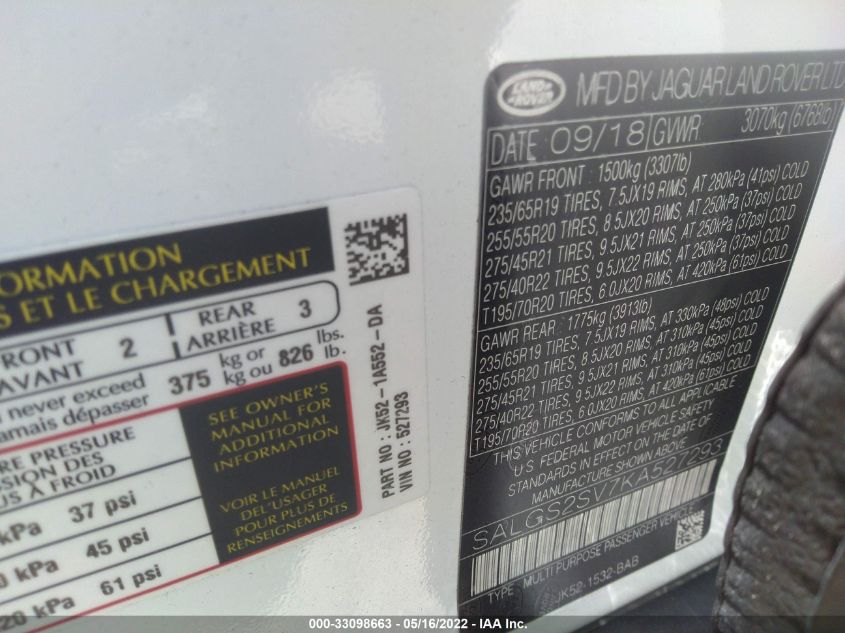 ORMATION
S ET LE CHARGEMENT
FRONT
AVANT
2
REAR
ARRIÈRE
3
never exceed
jamais dépasser
375
kg or
kg ou
826
lbs.
lb.
RE PRESSURE
SSION DES
US À FROID
kPa 37 psi
0 kPa 45 psi
20 kPa 61 psi
SEE OWNER'S
MANUAL FOR
ADDITIONAL
INFORMATION
VOIR LE MANUEL
DEL'USAGER
POUR PLUS DE
RENSEIGNEMENTS
PART NO : JK52-1A552-DA
VIN NO : 527293
LAND ROVER
MFD BY JAGUAR LAND ROVER LTD
DATE 09/18 GVWR 3070kg (6768lb)
GAWR FRONT : 1500kg (3307lb)
235/65R19 TIRES, 7.5JX19 RIMS, AT 280kPa (41psi) COLD
255/55R20 TIRES, 8.5JX20 RIMS, AT 250kPa (37psi) COLD
275/45R21 TIRES, 9.5JX21 RIMS, AT 250kPa (37psi) COLD
275/40R22 TIRES, 9.5JX22 RIMS, AT 250kPa (37psi) COLD
T195/70R20 TIRES, 6.0JX20 RIMS, AT 420kPa (61psi) COLD
GAWR REAR : 1775kg (3913lb)
235/65R19 TIRES, 7.5JX19 RIMS, AT 330kPa (48psi) COLD
255/55R20 TIRES, 8.5JX20 RIMS, AT 310kPa (45psi) COLD
275/45R21 TIRES, 9.5JX21 RIMS, AT 310kPa (45psi) COLD
275/40R22 TIRES, 9.5JX22 RIMS, AT 310kPa (45psi) COLD
T195/70R20 TIRES, 6.0JX20 RIMS, AT 420kPa (61psi) COLD
THIS VEHICLE CONFORMS TO ALL APPLICABLE
U.S FEDERAL MOTOR VEHICLE SAFETY
STANDARDS IN EFFECT ON THE DATE OF
MANUFACTURE SHOWN ABOVE.
SALGS2SV7KA527293
TYPE : MULTI PURPOSE PASSENGER VEHICLE
JK52-1532-BAB
000-33098663 - 05/16/2022 - IAA Inc.